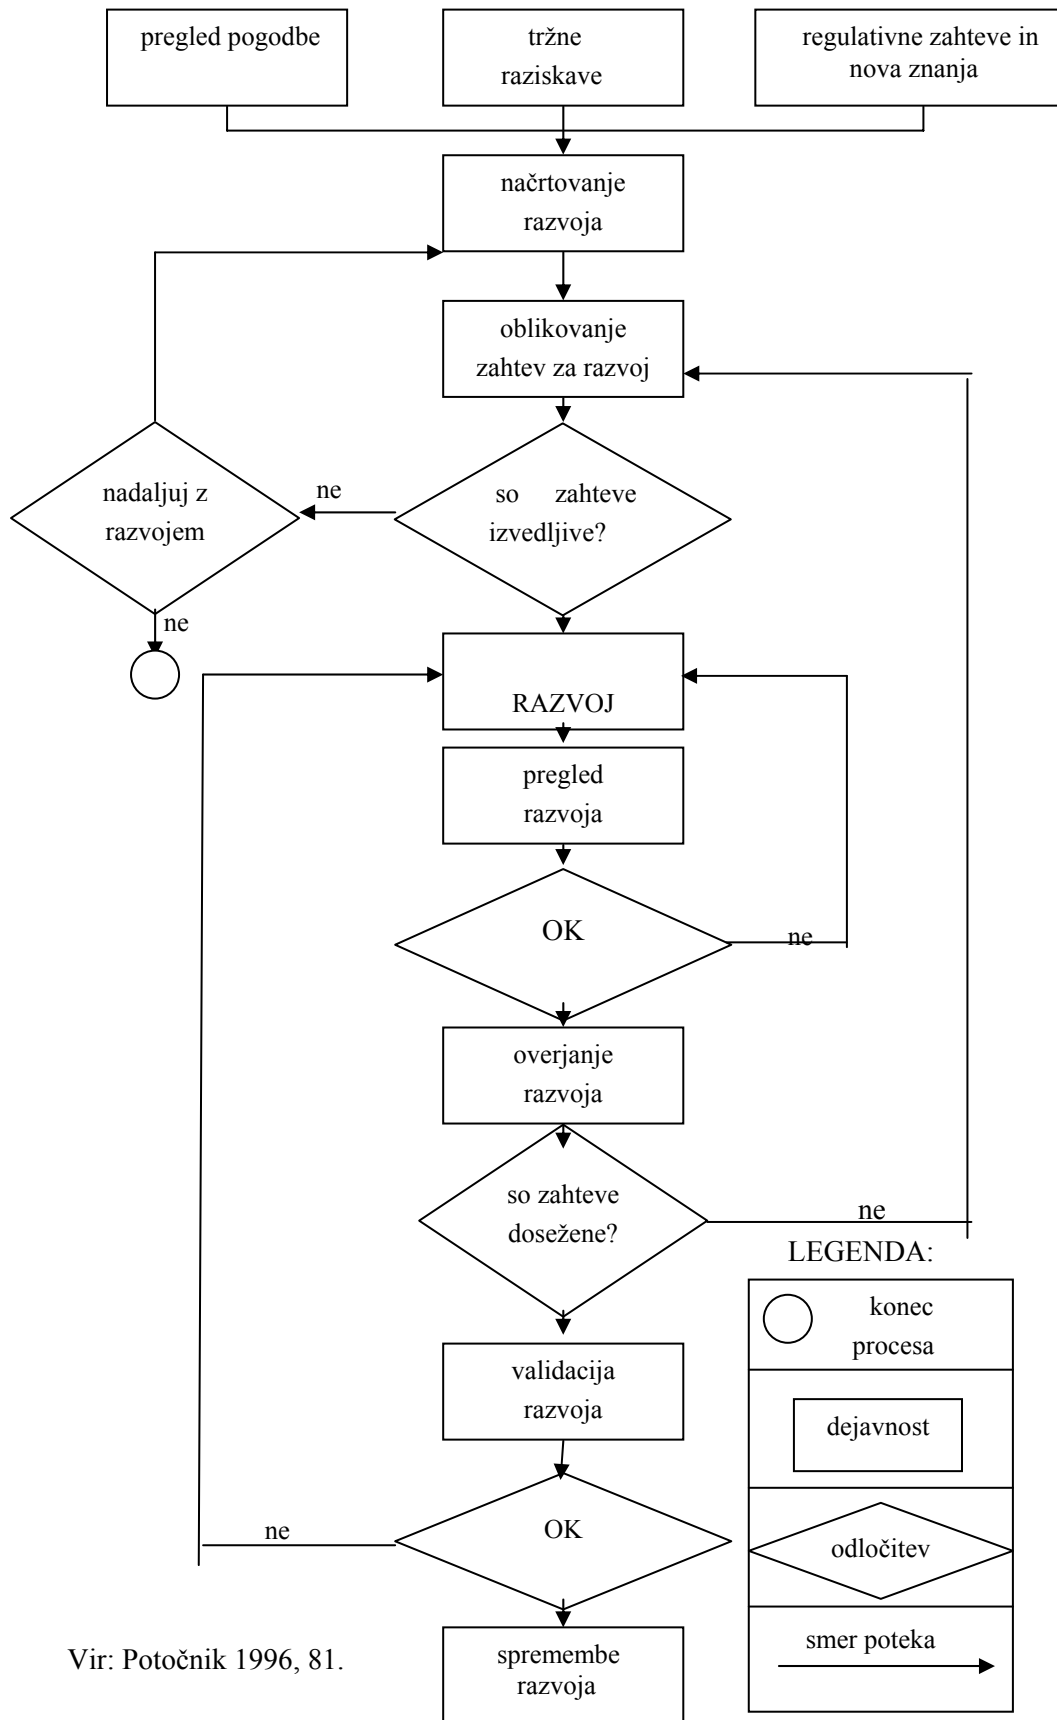 pregled pogodbe
tržne
raziskave
regulativne zahteve in
nova znanja
načrtovanje
razvoja
oblikovanje
zahtev za razvoj
nadaljuj z
razvojem
ne
so zahteve
izvedljive?
ne
RAZVOJ
pregled
razvoja
OK
ne
overjanje
razvoja
so zahteve
dosežene?
ne
LEGENDA:
konec
procesa
validacija
razvoja
dejavnost
OK
ne
odločitev
smer poteka
spremembe
razvoja
Vir: Potočnik 1996, 81.